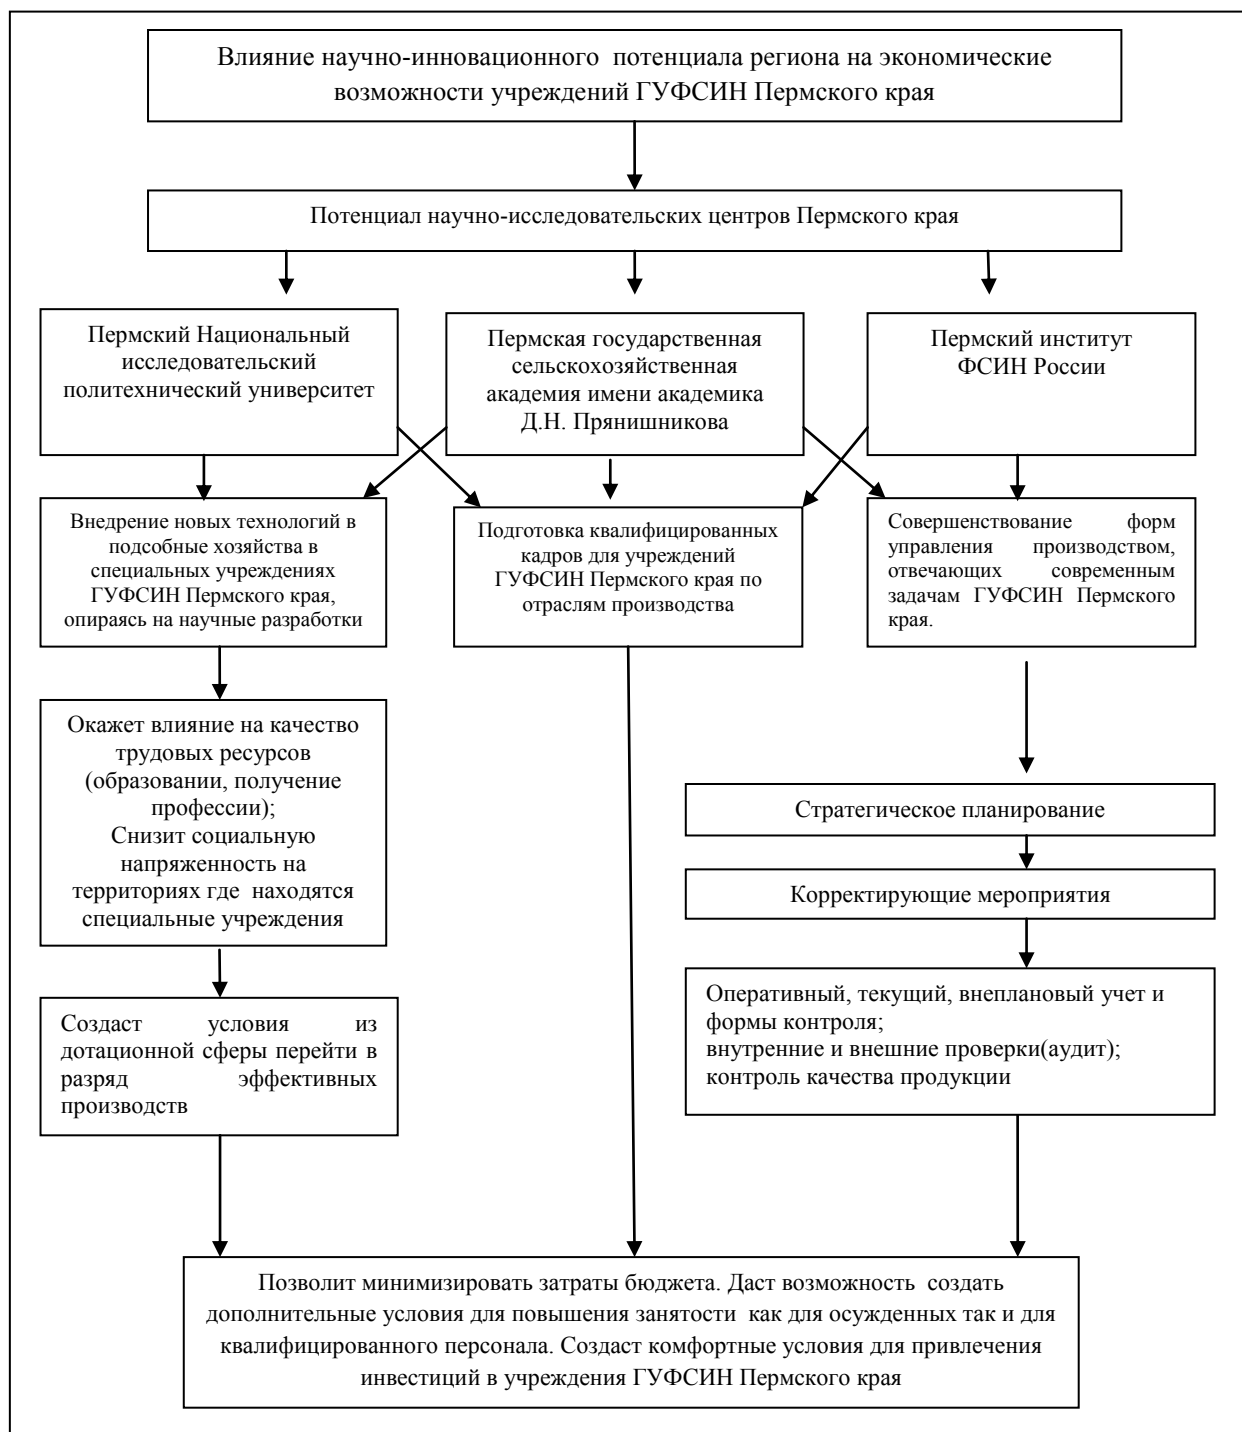 Влияние научно-инновационного потенциала региона на экономические
возможности учреждений ГУФСИН Пермского края
Потенциал научно-исследовательских центров Пермского края
Пермский Национальный
исследовательский
политехнический университет
Пермская государственная
сельскохозяйственная
академия имени академика
Д.Н. Прянишникова
Пермский институт
ФСИН России
Внедрение новых технологий в
подсобные хозяйства в
специальных учреждениях
ГУФСИН Пермского края,
опираясь на научные разработки
Подготовка квалифицированных
кадров для учреждений
ГУФСИН Пермского края по
отраслям производства
Совершенствование форм
управления производством,
отвечающих современным
задачам ГУФСИН Пермского
края.
Окажет влияние на качество
трудовых ресурсов
(образовании, получение
профессии);
Снизит социальную
напряженность на
территориях где находятся
специальные учреждения
Стратегическое планирование
Корректирующие мероприятия
Создаст условия из
дотационной сферы перейти в
разряд эффективных
производств
Оперативный, текущий, внеплановый учет и
формы контроля;
внутренние и внешние проверки(аудит);
контроль качества продукции
Позволит минимизировать затраты бюджета. Даст возможность создать
дополнительные условия для повышения занятости как для осужденных так и для
квалифицированного персонала. Создаст комфортные условия для привлечения
инвестиций в учреждения ГУФСИН Пермского края